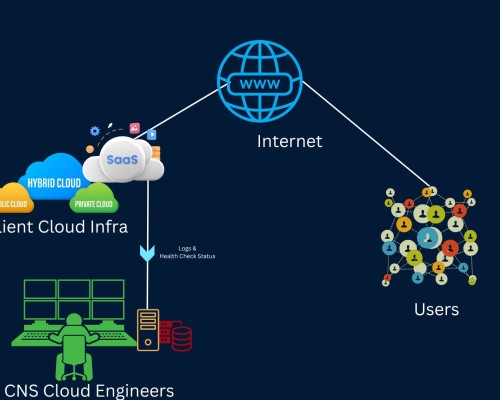 WWW
Internet
SaaS
HYBRID CLOUD
BLIC CLOUD
PRIVATE CLOUD
lient Cloud Infra
Logs &
Health Check Status
Users
CNS Cloud Engineers